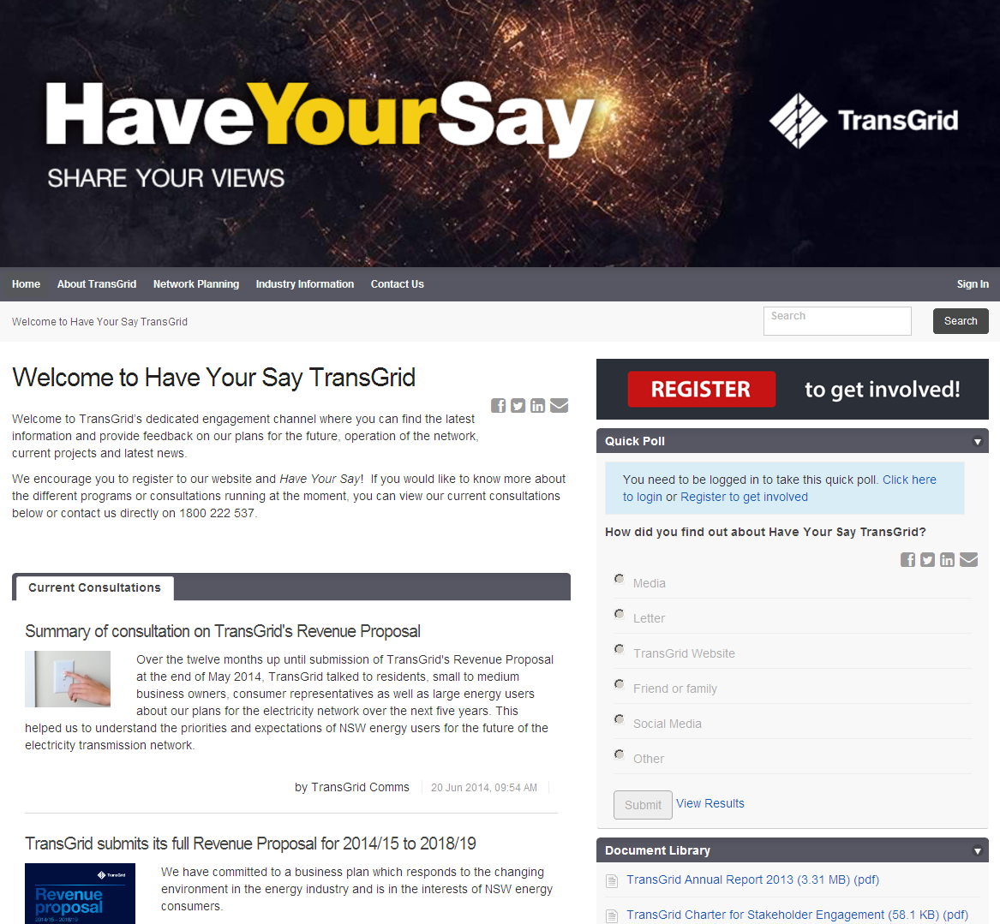 HaveYourSay
SHARE YOUR VIEWS
TransGrid
Home About TransGrid Network Planning Industry Information Contact Us Sign In
Welcome to Have Your Say TransGrid
Search Search
Welcome to Have Your Say TransGrid
Welcome to TransGrid's dedicated engagement channel where you can find the latest
information and provide feedback on our plans for the future, operation of the network,
current projects and latest news.
We encourage you to register to our website and Have Your Say!  If you would like to know more about
the different programs or consultations running at the moment, you can view our current consultations
below or contact us directly on 1800 222 537.
Current Consultations
Summary of consultation on TransGrid's Revenue Proposal
Over the twelve months up until submission of TransGrid's Revenue Proposal
at the end of May 2014, TransGrid talked to residents, small to medium
business owners, consumer representatives as well as large energy users
about our plans for the electricity network over the next five years. This
helped us to understand the priorities and expectations of NSW energy users for the future of the
electricity transmission network.
by TransGrid Comms 20 Jun 2014, 09:54 AM
TransGrid submits its full Revenue Proposal for 2014/15 to 2018/19
TransGrid
Revenue
proposal
2014/15 - 2018/19
We have committed to a business plan which responds to the changing
environment in the energy industry and is in the interests of NSW energy
consumers.
REGISTER to get involved!
Quick Poll
You need to be logged in to take this quick poll. Click here
to login or Register to get involved
How did you find out about Have Your Say TransGrid?
Media
Letter
TransGrid Website
Friend or family
Social Media
Other
Submit View Results
Document Library
TransGrid Annual Report 2013 (3.31 MB) (pdf)
TransGrid Charter for Stakeholder Engagement (58.1 KB) (pdf)